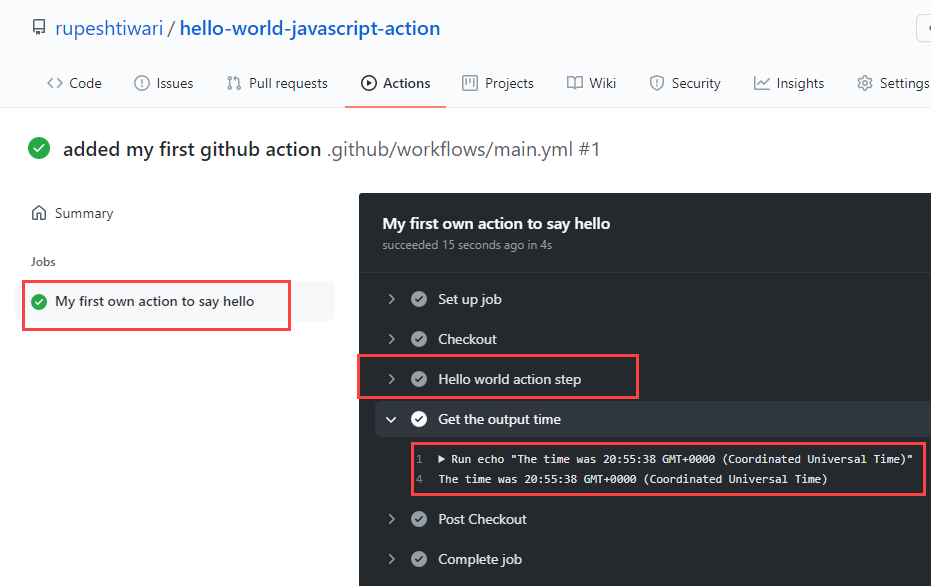 rupeshtiwari / hello-world-javascript-action
Code Issues Pull requests Actions Projects Wiki Security Insights Settings
added my first github action .github/workflows/main.yml #1
Summary
Jobs
My first own action to say hello
My first own action to say hello
succeeded 15 seconds ago in 4s
Set up job
Checkout
Hello world action step
Get the output time
1 Run echo "The time was 20:55:38 GMT+0000 (Coordinated Universal Time)"
4 The time was 20:55:38 GMT+0000 (Coordinated Universal Time)
Post Checkout
Complete job